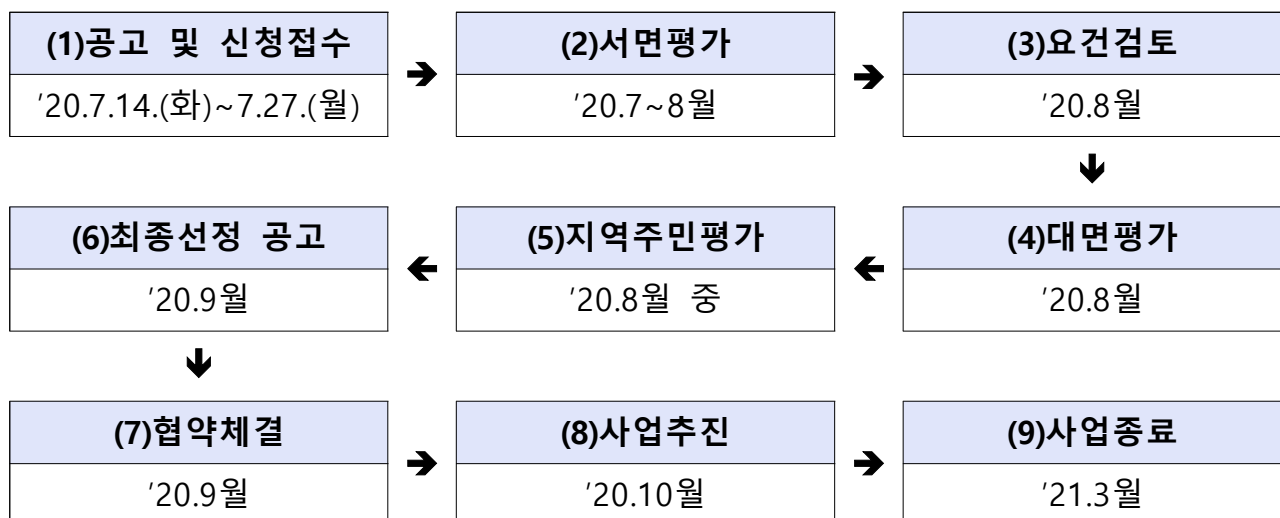 (1)공고 및 신청접수
'20.7.14.(화)~7.27.(월)
(2)서면평가
'20.7~8월
(3)요건검토
'20.8월
(4)대면평가
'20.8월
(5)지역주민평가
'20.8월 중
(6)최종선정 공고
'20.9월
(7)협약체결
'20.9월
(8)사업추진
'20.10월
(9)사업종료
'21.3월